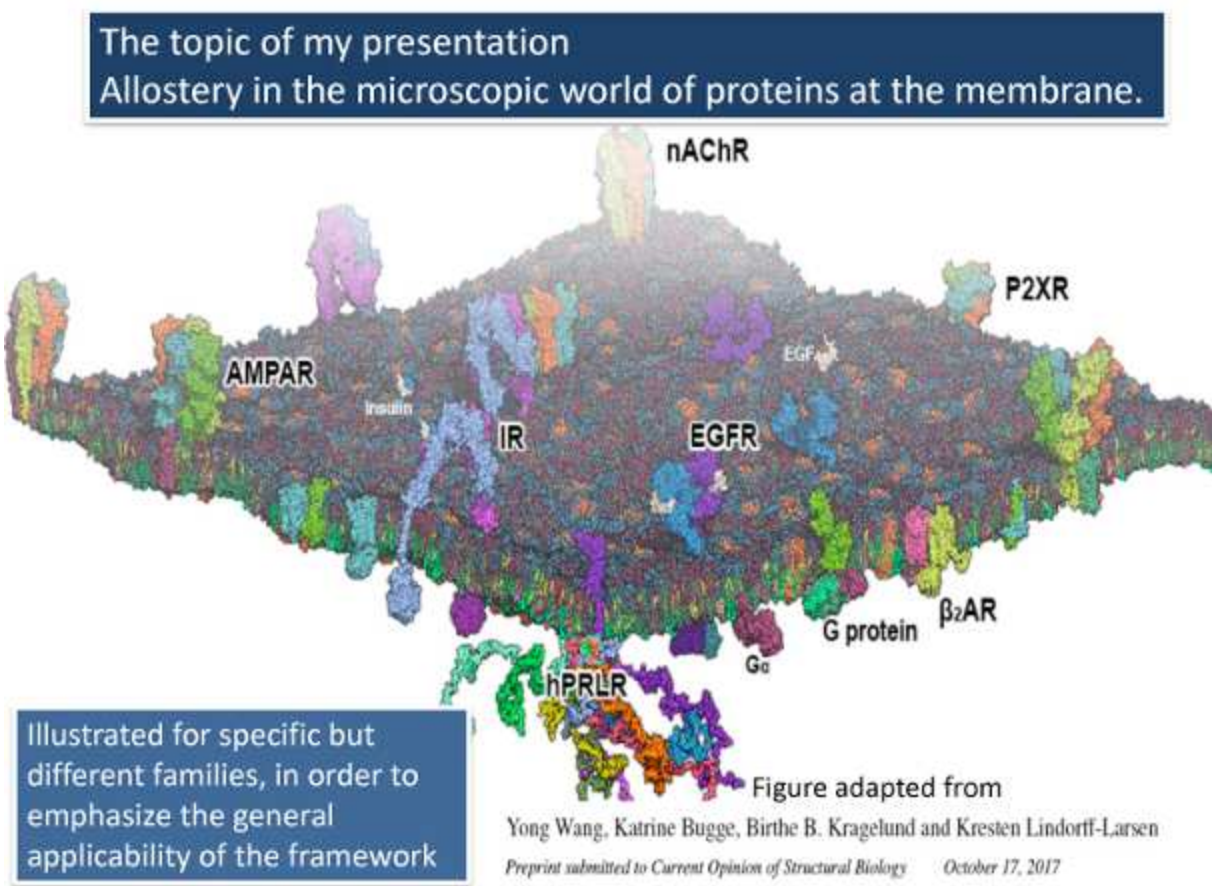 The topic of my presentation
Allostery in the microscopic world of proteins at the membrane.
nAChR
P2XR
EGF
AMPAR
Insulin
IR
EGFR
β₂AR
G protein
Gα
hPRLR
Illustrated for specific but
different families, in order to
emphasize the general
applicability of the framework
Figure adapted from
Yong Wang, Katrine Bugge, Birthe B. Kragelund and Kresten Lindorff-Larsen
Preprint submitted to Current Opinion of Structural Biology October 17, 2017